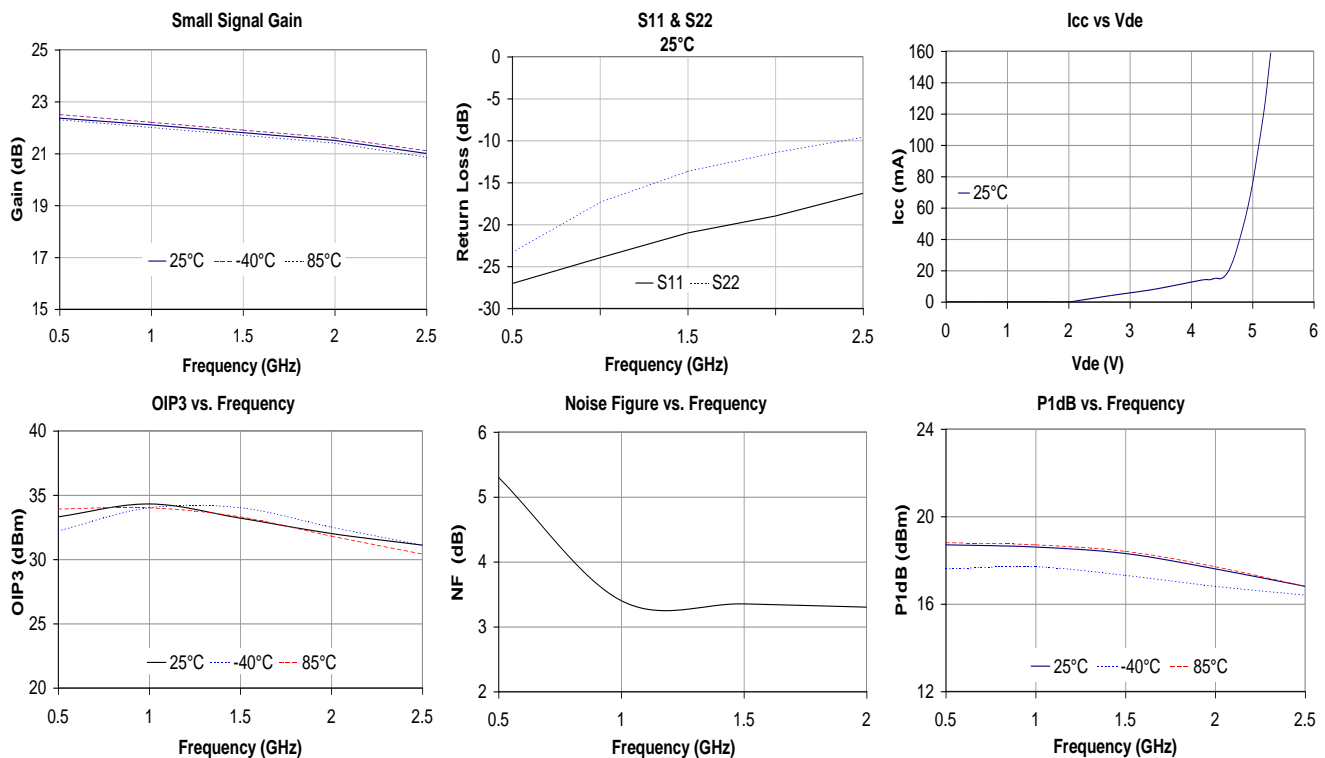 Small Signal Gain
25
23
21
19
17
15
Gain (dB)
25°C -40°C 85°C
0.5 1 1.5 2 2.5
Frequency (GHz)
S11 & S22
25°C
0
-5
-10
-15
-20
-25
-30
Return Loss (dB)
S11 S22
0.5 1 1.5 2 2.5
Frequency (GHz)
Icc vs Vde
160
140
120
100
80
60
40
20
0
Icc (mA)
25°C
0 1 2 3 4 5 6
Vde (V)
OIP3 vs. Frequency
40
35
30
25
20
OIP3 (dBm)
25°C -40°C 85°C
0.5 1 1.5 2 2.5
Frequency (GHz)
Noise Figure vs. Frequency
6
5
4
3
2
NF (dB)
0.5 1 1.5 2
Frequency (GHz)
P1dB vs. Frequency
24
20
16
12
P1dB (dBm)
25°C -40°C 85°C
0.5 1 1.5 2 2.5
Frequency (GHz)